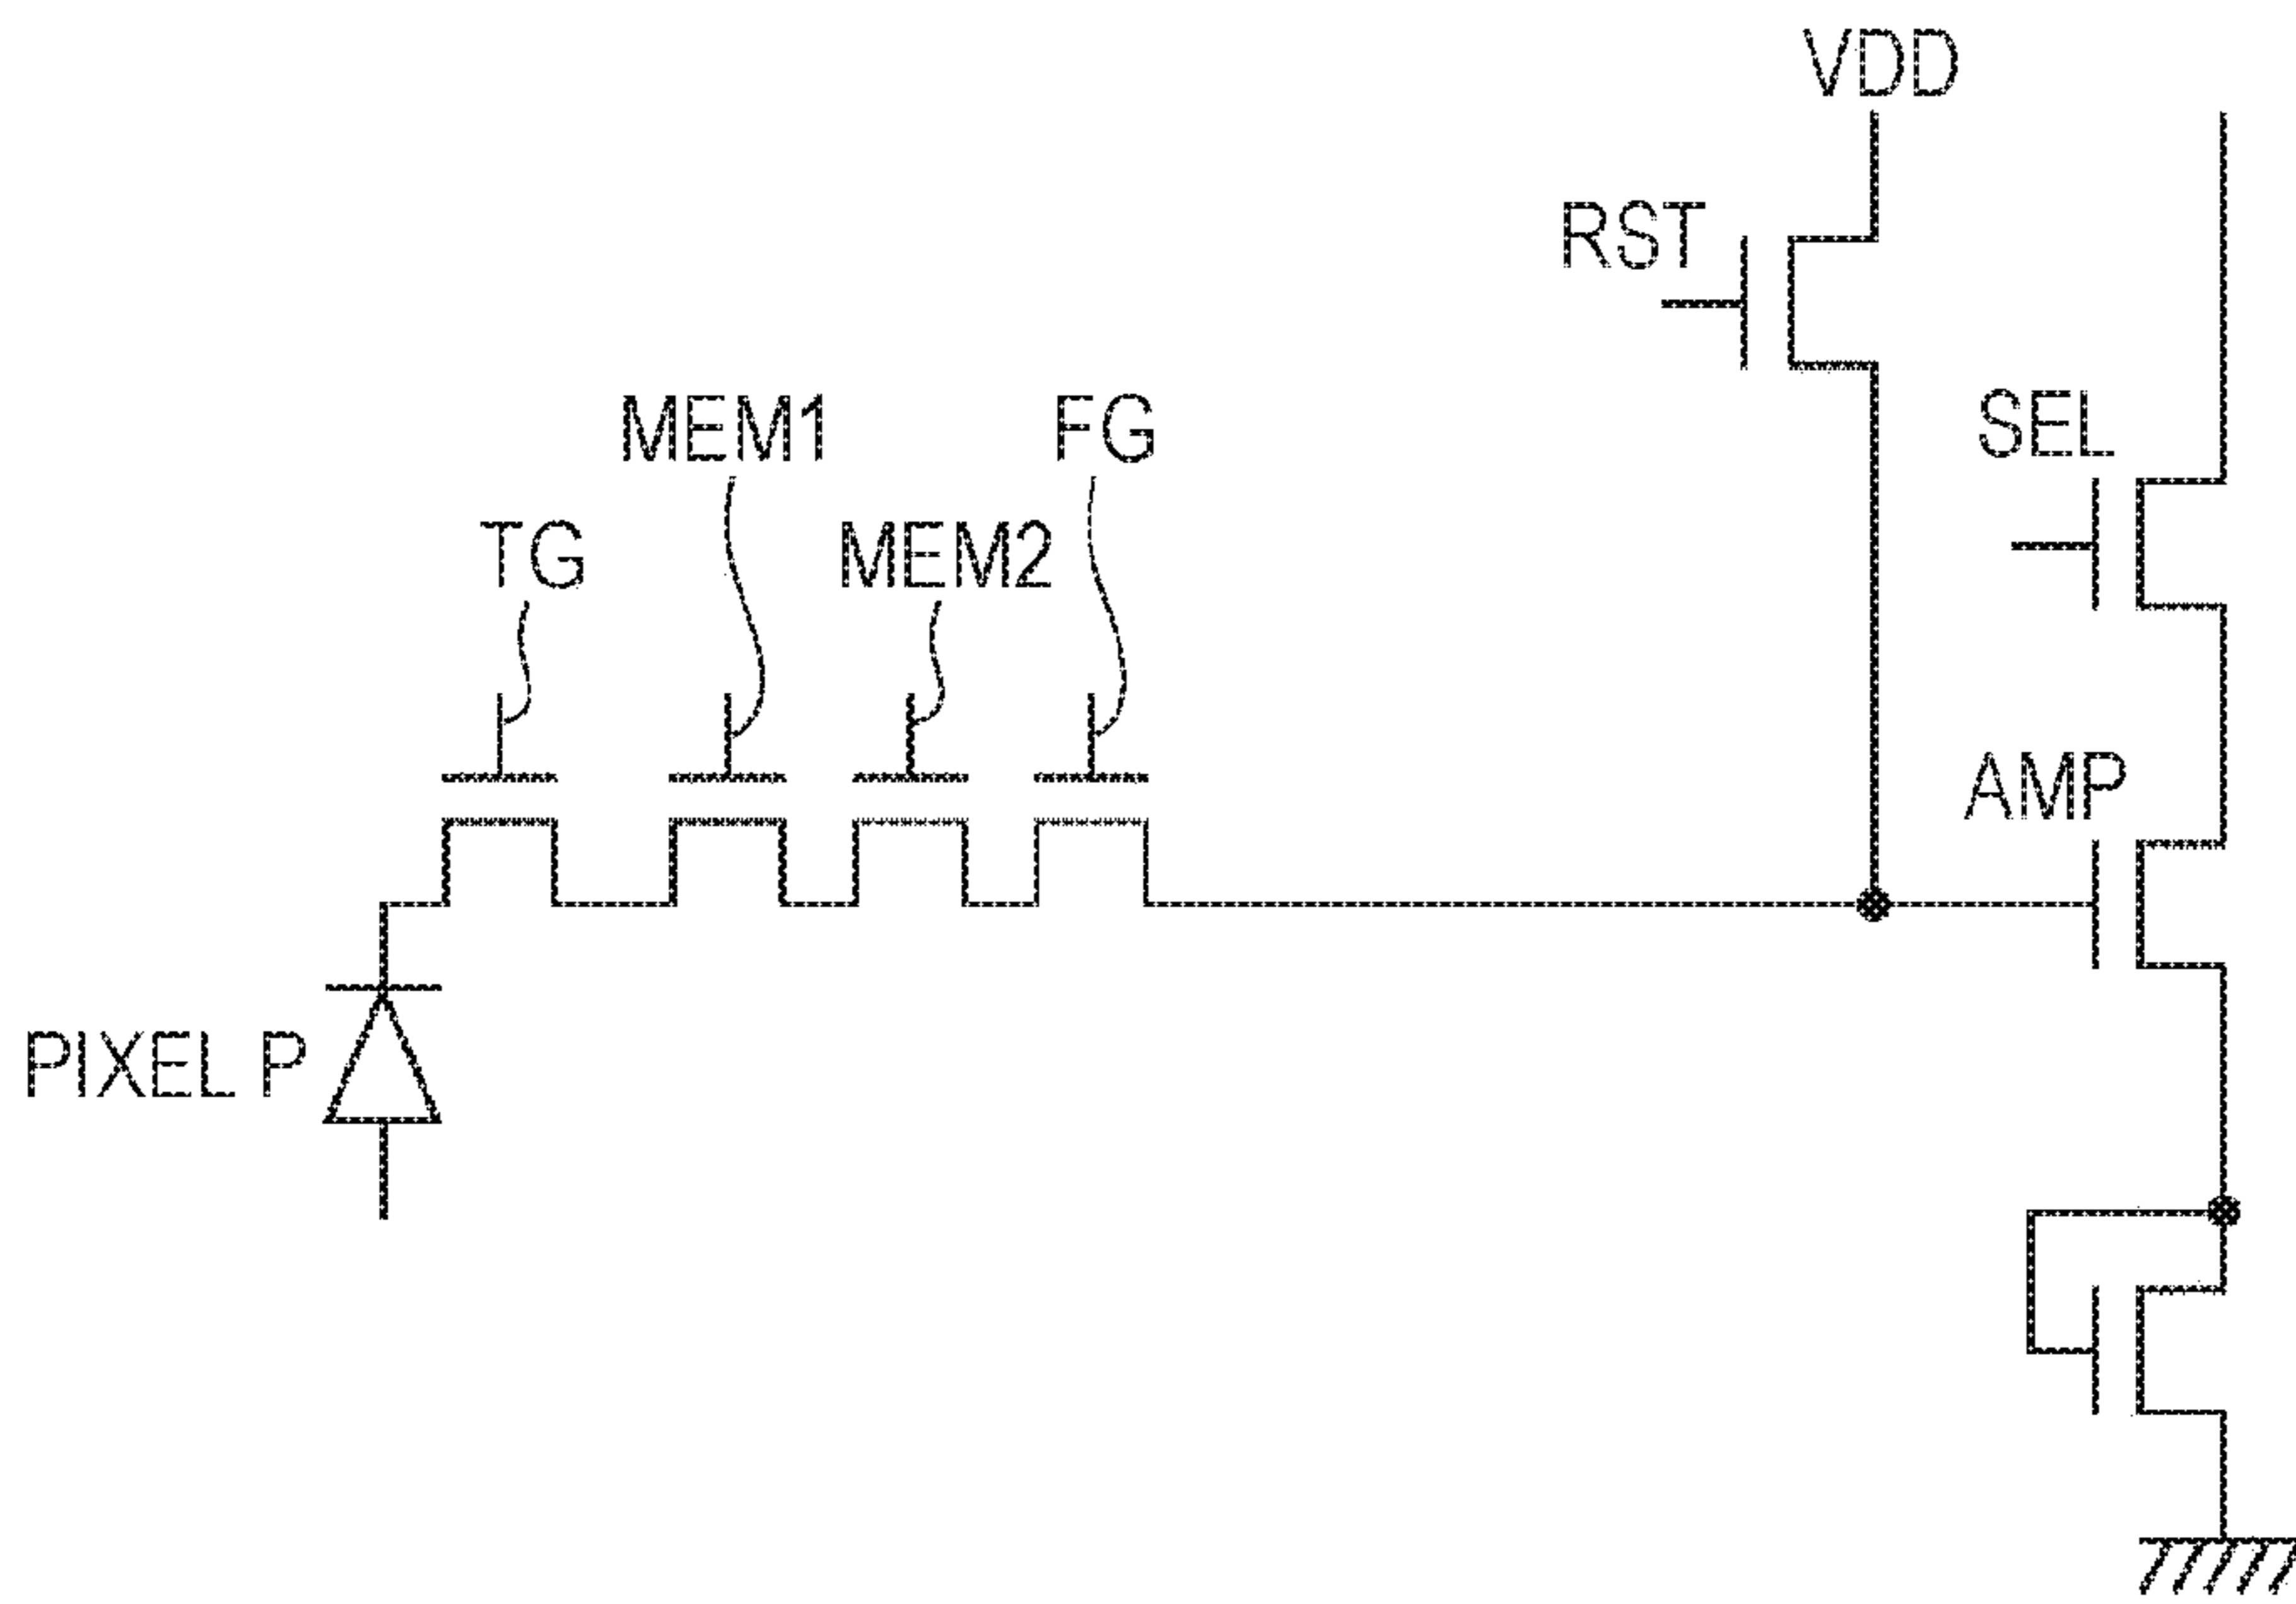 VDD
RST
SEL
MEM1
FG
TG
MEM2
AMP
PIXEL P